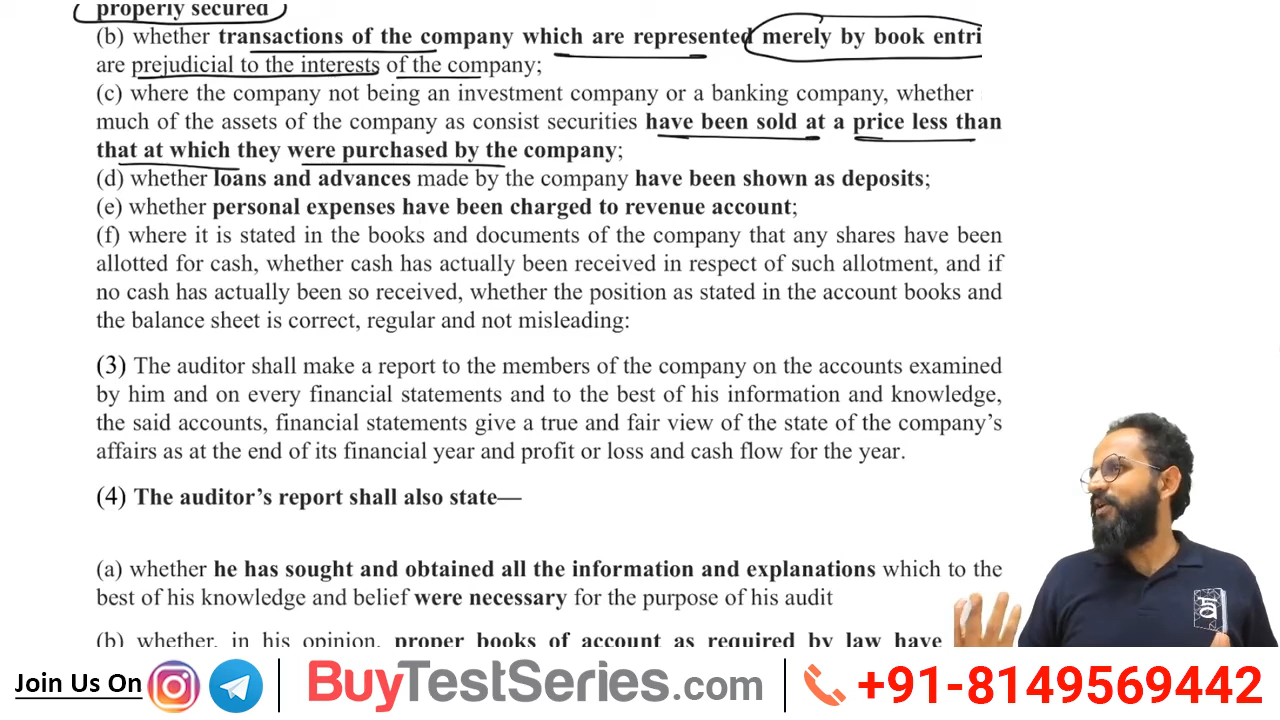 properly secured
(b) whether transactions of the company which are represented merely by book entri
are prejudicial to the interests of the company;
(c) where the company not being an investment company or a banking company, whether
much of the assets of the company as consist securities have been sold at a price less than
that at which they were purchased by the company;
(d) whether loans and advances made by the company have been shown as deposits;
(e) whether personal expenses have been charged to revenue account;
(f) where it is stated in the books and documents of the company that any shares have been
allotted for cash, whether cash has actually been received in respect of such allotment, and if
no cash has actually been so received, whether the position as stated in the account books and
the balance sheet is correct, regular and not misleading:
(3) The auditor shall make a report to the members of the company on the accounts examined
by him and on every financial statements and to the best of his information and knowledge,
the said accounts, financial statements give a true and fair view of the state of the company's
affairs as at the end of its financial year and profit or loss and cash flow for the year.
(4) The auditor's report shall also state—
(a) whether he has sought and obtained all the information and explanations which to the
best of his knowledge and belief were necessary for the purpose of his audit
(b) whether, in his opinion, proper books of account as required by law have
Join Us On BuyTestSeries.com +91-8149569442